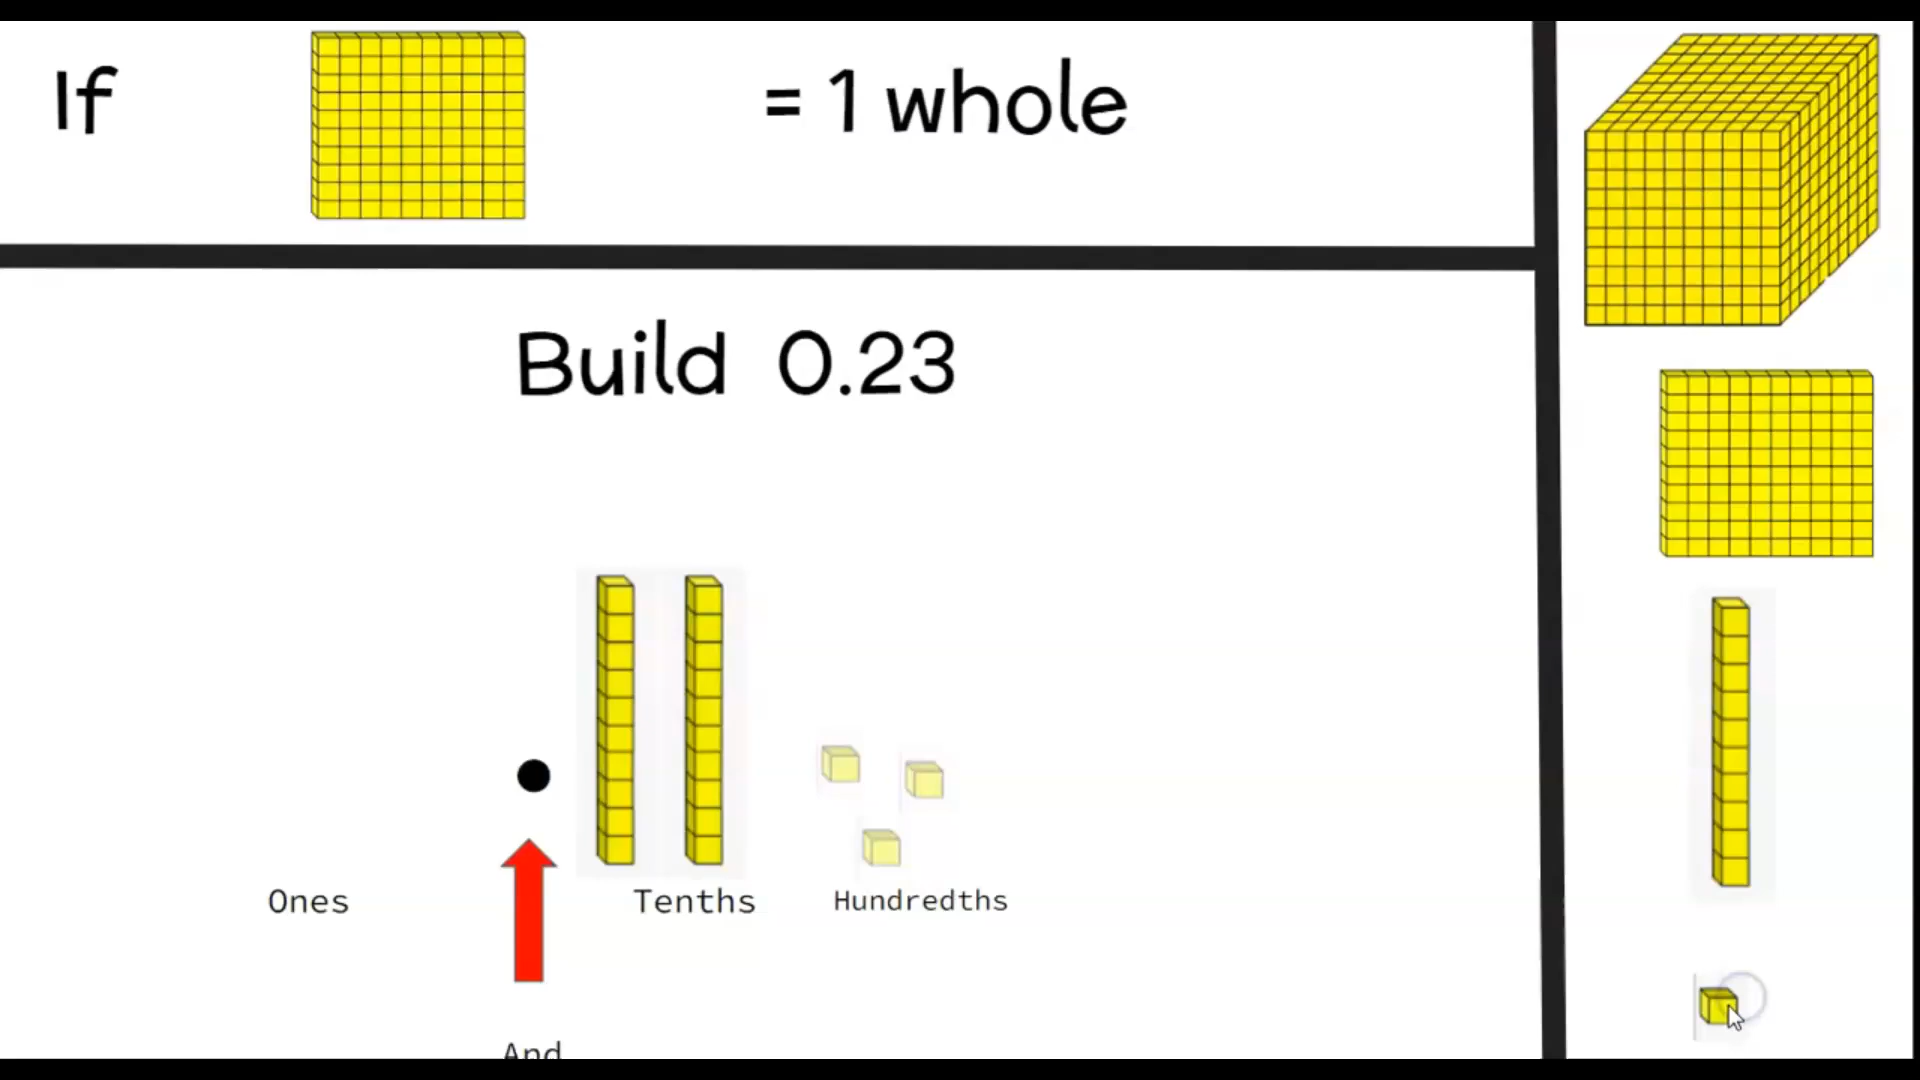 If = 1 whole
Build 0.23
Ones Tenths Hundredths
And